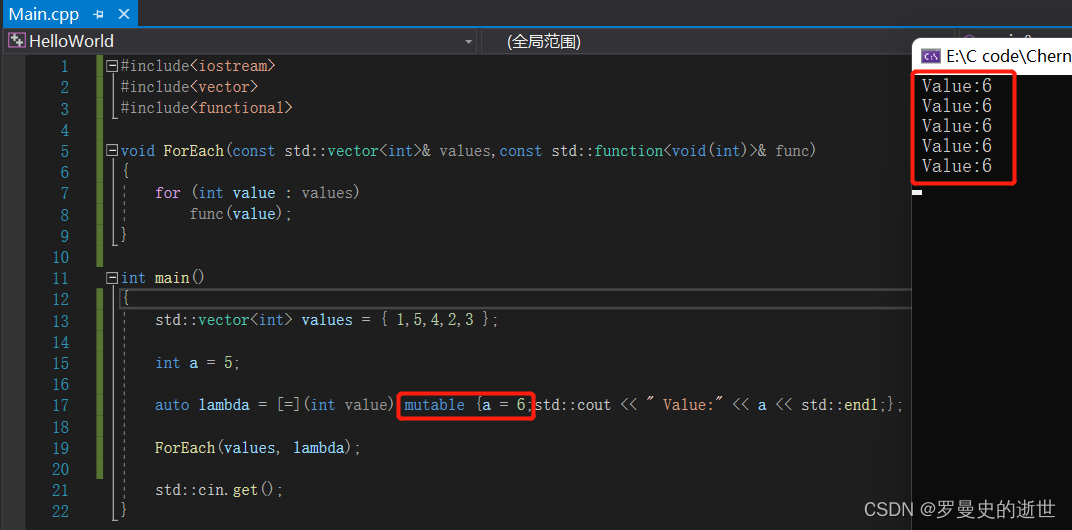 Main.cpp
HelloWorld
(全局范围)
E:\C code\Chern
1 #include<iostream>
2 #include<vector>
3 #include<functional>
4
5 void ForEach(const std::vector<int>& values,const std::function<void(int)>& func)
6 {
7 for (int value : values)
8 func(value);
9 }
10
11 int main()
12 {
13 std::vector<int> values = { 1,5,4,2,3 };
14
15 int a = 5;
16
17 auto lambda = [=](int value) mutable {a = 6;std::cout << " Value:" << a << std::endl;};
18
19 ForEach(values, lambda);
20
21 std::cin.get();
22 }
Value:6
Value:6
Value:6
Value:6
Value:6
CSDN @罗曼史的逝世